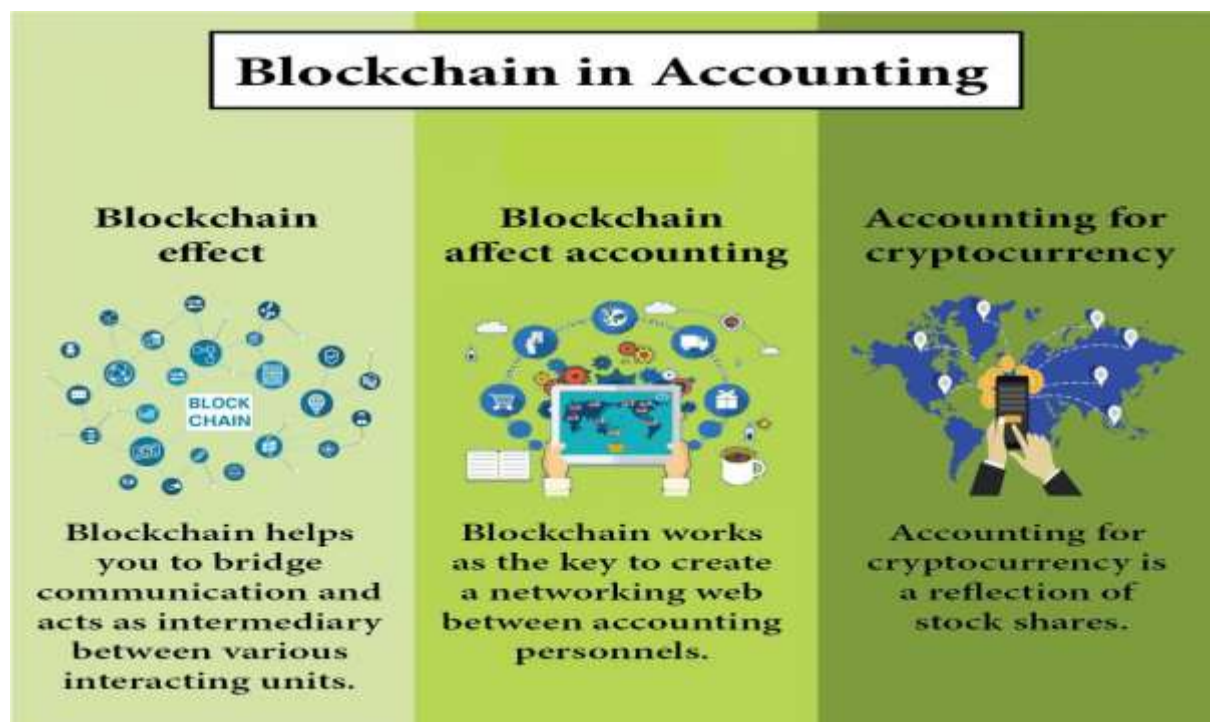 Blockchain in Accounting
Blockchain
effect
BLOCK
CHAIN
Blockchain helps
you to bridge
communication and
acts as intermediary
between various
interacting units.
Blockchain
affect accounting
Blockchain works
as the key to create
a networking web
between accounting
personnels.
Accounting for
cryptocurrency
Accounting for
cryptocurrency is
a reflection of
stock shares.